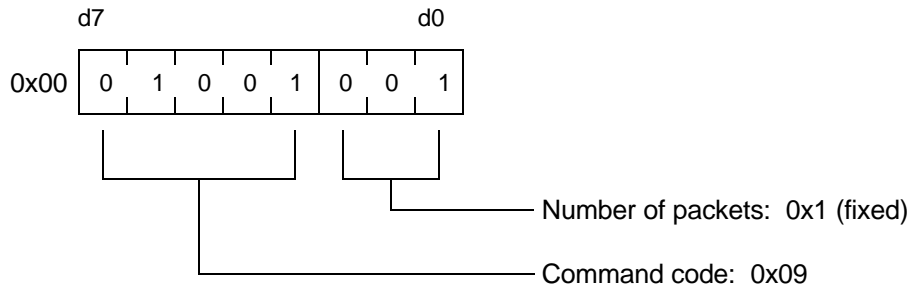 d7 d0
0x00 0 1 0 0 1 0 0 1
Number of packets: 0x1 (fixed)
Command code: 0x09